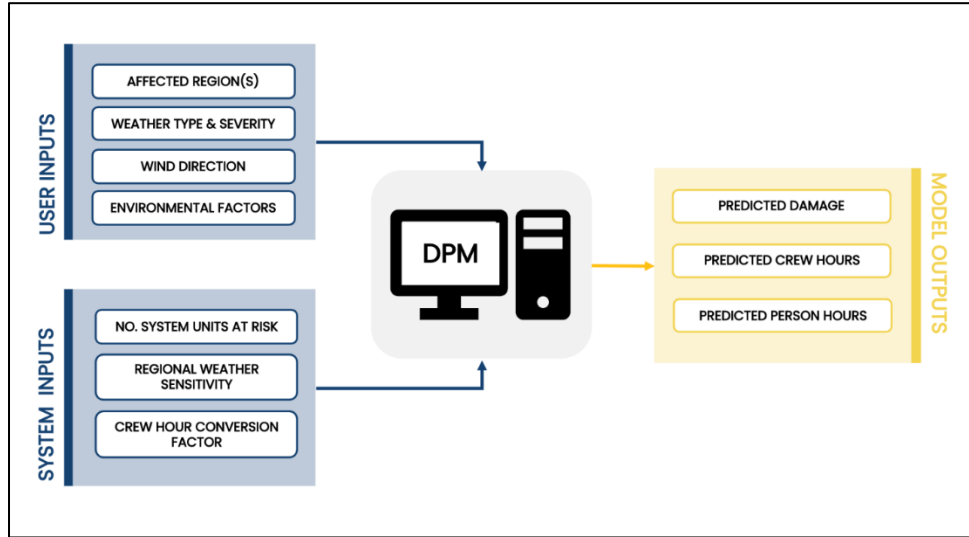 USER INPUTS
AFFECTED REGION(S)
WEATHER TYPE & SEVERITY
WIND DIRECTION
ENVIRONMENTAL FACTORS
SYSTEM INPUTS
NO. SYSTEM UNITS AT RISK
REGIONAL WEATHER
SENSITIVITY
CREW HOUR CONVERSION
FACTOR
DPM
PREDICTED DAMAGE
PREDICTED CREW HOURS
PREDICTED PERSON HOURS
MODEL OUTPUTS